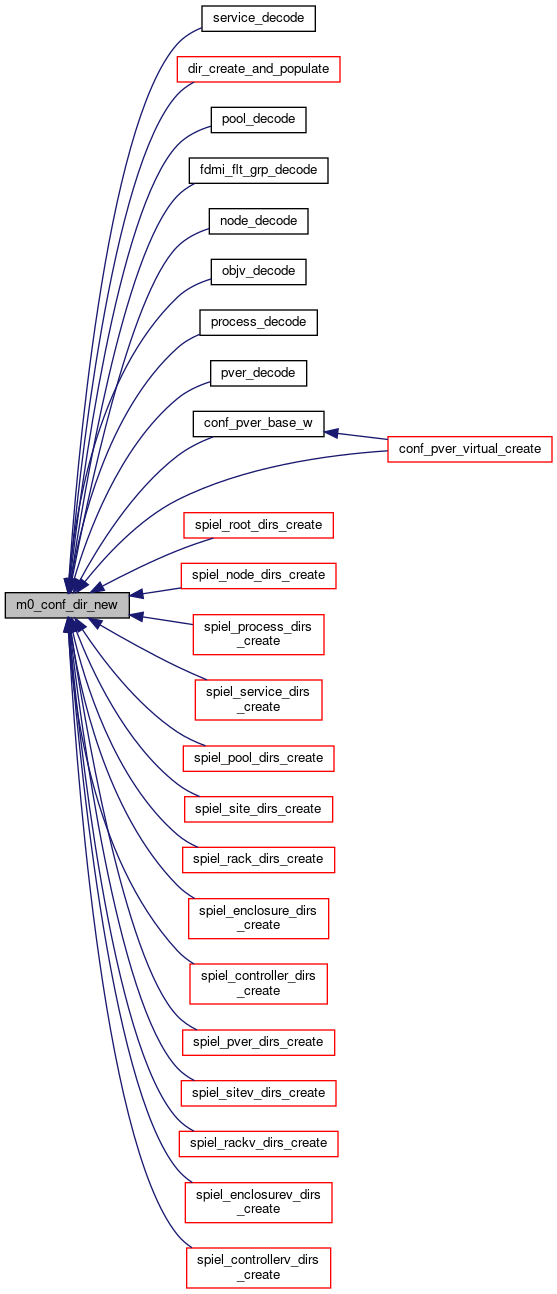 service_decode
dir_create_and_populate
pool_decode
fdmi_flt_grp_decode
node_decode
objv_decode
process_decode
pver_decode
conf_pver_base_w
conf_pver_virtual_create
spiel_root_dirs_create
spiel_node_dirs_create
m0_conf_dir_new
spiel_process_dirs
_create
spiel_service_dirs
_create
spiel_pool_dirs_create
spiel_site_dirs_create
spiel_rack_dirs_create
spiel_enclosure_dirs
_create
spiel_controller_dirs
_create
spiel_pver_dirs_create
spiel_sitev_dirs_create
spiel_rackv_dirs_create
spiel_enclosurev_dirs
_create
spiel_controllerv_dirs
_create